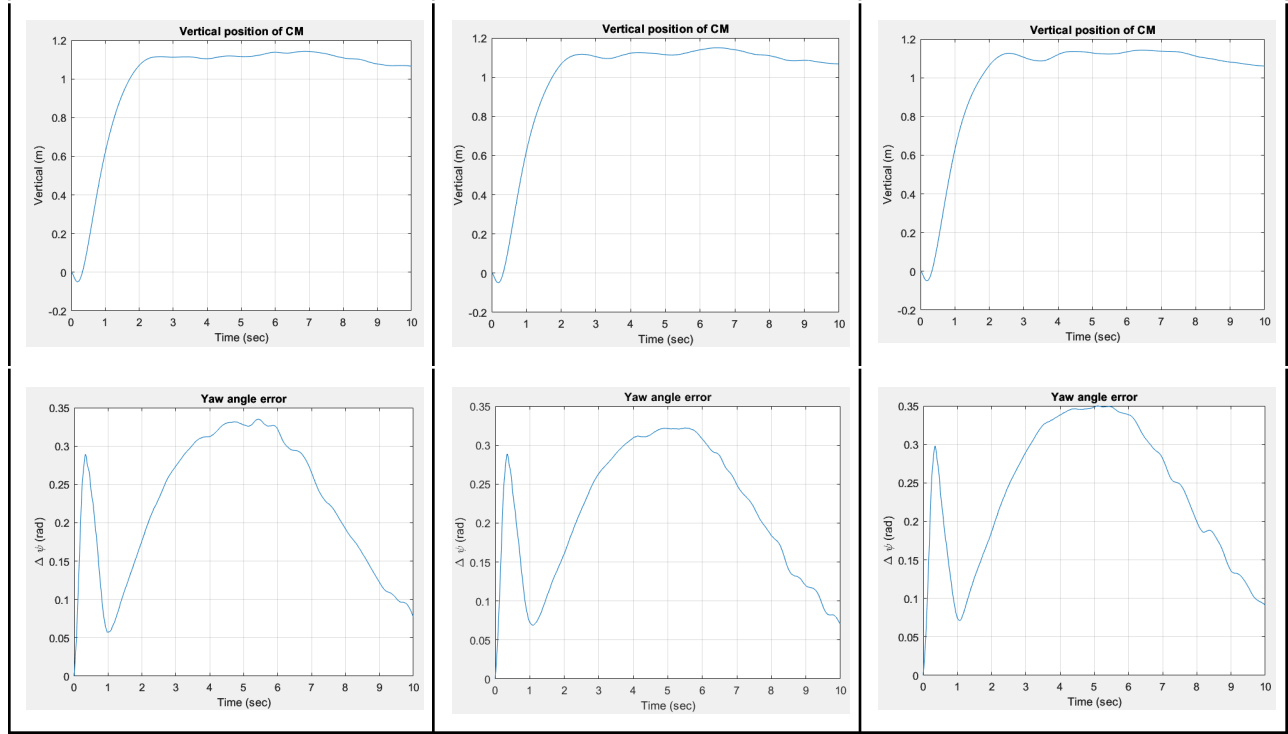 Vertical position of CM
1.2
1
0.8
0.6
0.4
0.2
0
-0.2
Vertical (m)
0 1 2 3 4 5 6 7 8 9 10
Time (sec)
Vertical position of CM
1.2
1
0.8
0.6
0.4
0.2
0
-0.2
Vertical (m)
0 1 2 3 4 5 6 7 8 9 10
Time (sec)
Vertical position of CM
1.2
1
0.8
0.6
0.4
0.2
0
-0.2
Vertical (m)
0 1 2 3 4 5 6 7 8 9 10
Time (sec)
Yaw angle error
0.35
0.3
0.25
0.2
0.15
0.1
0.05
0
Δ ψ (rad)
0 1 2 3 4 5 6 7 8 9 10
Time (sec)
Yaw angle error
0.35
0.3
0.25
0.2
0.15
0.1
0.05
0
Δ ψ (rad)
0 1 2 3 4 5 6 7 8 9 10
Time (sec)
Yaw angle error
0.35
0.3
0.25
0.2
0.15
0.1
0.05
0
Δ ψ (rad)
0 1 2 3 4 5 6 7 8 9 10
Time (sec)